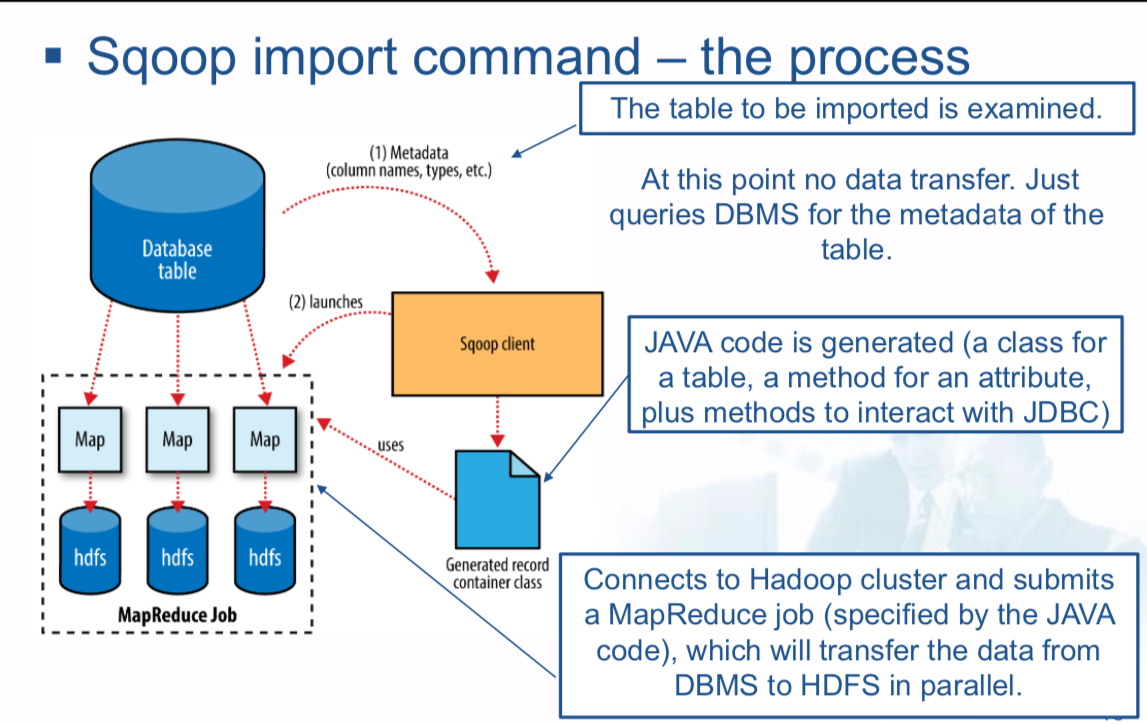 ▪ Sqoop import command – the process
The table to be imported is examined.
(1) Metadata
(column names, types, etc.)
At this point no data transfer. Just
queries DBMS for the metadata of the
table.
Database
table
(2) launches
Sqoop client
JAVA code is generated (a class for
a table, a method for an attribute,
plus methods to interact with JDBC)
Map
Map
Map
uses
hdfs
hdfs
hdfs
Generated record
container class
MapReduce Job
Connects to Hadoop cluster and submits
a MapReduce job (specified by the JAVA
code), which will transfer the data from
DBMS to HDFS in parallel.